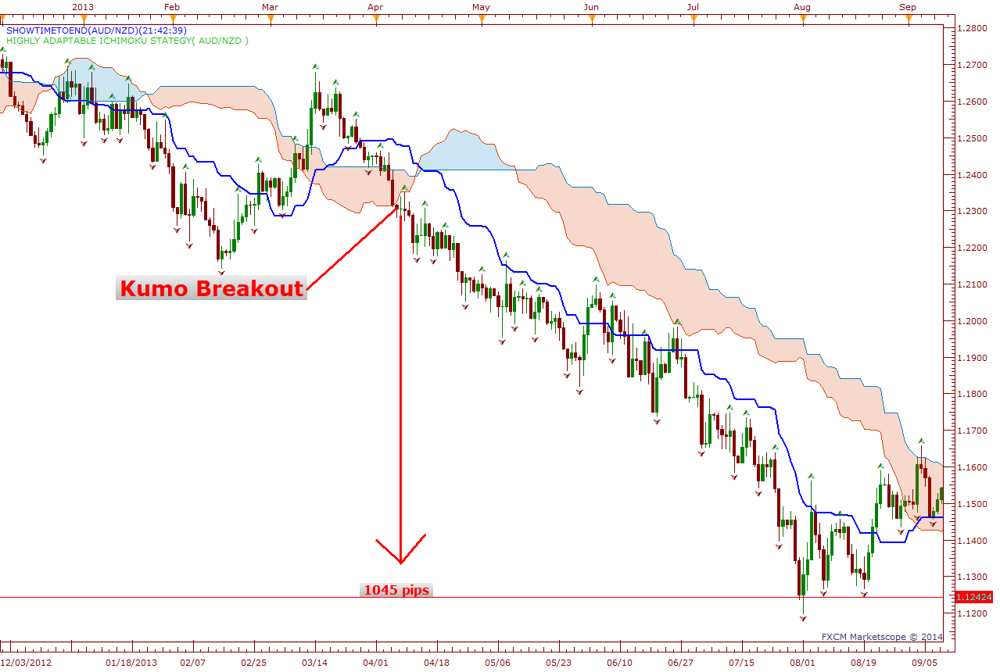 2013 Feb Mar Apr May Jun Jul Aug Sep
SHOWTIMETOEND(AUD/NZD)(21:42:39)
HIGHLY ADAPTABLE ICHIMOKU STATEGY( AUD/NZD )
1.2800
1.2700
1.2600
1.2500
1.2400
1.2300
1.2200
1.2100
1.2000
1.1900
1.1800
1.1700
1.1600
1.1500
1.1400
1.1300
1.12424
1.1200
Kumo Breakout
1045 pips
FXCM Marketscope © 2014
12/03/2012 01/18/2013 02/07 02/25 03/14 04/01 04/18 05/06 05/23 06/10 06/27 07/15 08/01 08/19 09/05